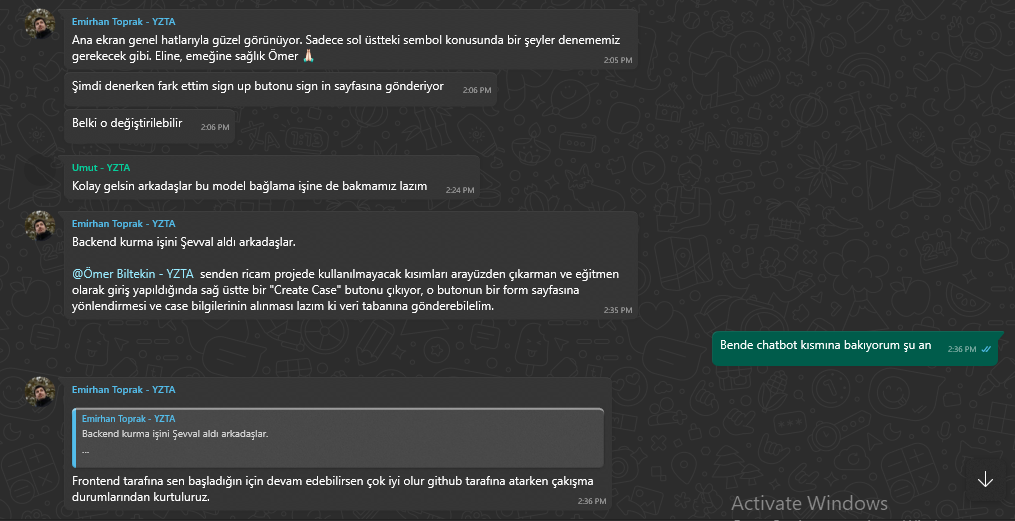 Emirhan Toprak - YZTA
Ana ekran genel hatlarıyla güzel görünüyor. Sadece sol üstteki sembol konusunda bir şeyler denememiz
gerekecek gibi. Eline, emeğine sağlık Ömer 🙏🏻
2:05 PM
Şimdi denerken fark ettim sign up butonu sign in sayfasına gönderiyor
2:06 PM
Belki o değiştirilebilir
2:06 PM
Umut - YZTA
Kolay gelsin arkadaşlar bu model bağlama işine de bakmamız lazım
2:24 PM
Emirhan Toprak - YZTA
Backend kurma işini Şevval aldı arkadaşlar.
@Ömer Biltekin - YZTA senden ricam projede kullanılmayacak kısımları arayüzden çıkarman ve eğitmen
olarak giriş yapıldığında sağ üstte bir "Create Case" butonu çıkıyor, o butonun bir form sayfasına
yönlendirmesi ve case bilgilerinin alınması lazım ki veri tabanına gönderebilelim.
2:35 PM
Bende chatbot kısmına bakıyorum şu an
2:36 PM
Emirhan Toprak - YZTA
Emirhan Toprak - YZTA
Backend kurma işini Şevval aldı arkadaşlar.
...
Frontend tarafına sen başladığın için devam edebilirsen çok iyi olur github tarafına atarken çakışma
durumlarından kurtuluruz.
2:36 PM
Activate Windows